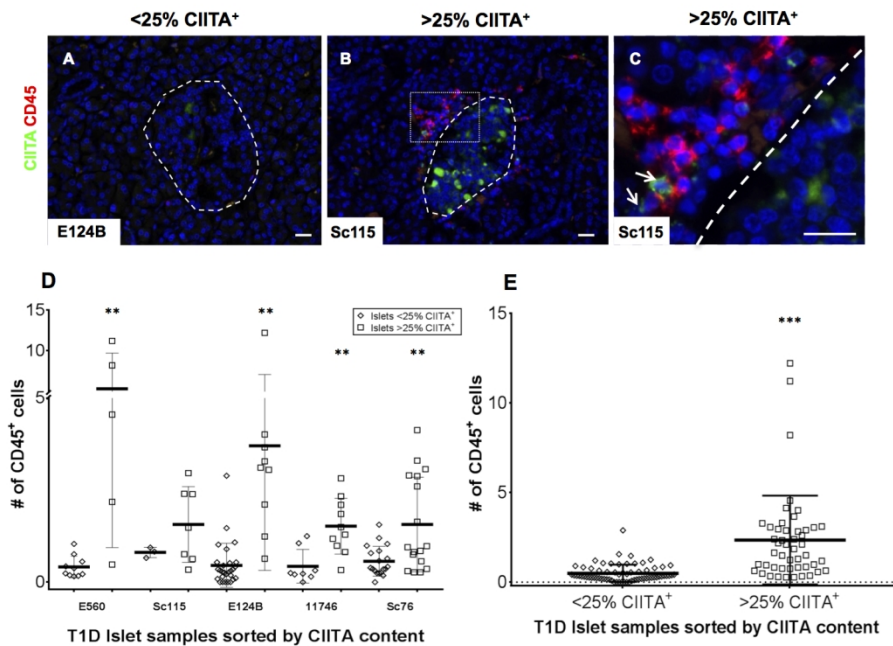 <25% CIITA⁺
>25% CIITA⁺
>25% CIITA⁺
CIITA CD45
A
B
C
E124B
Sc115
Sc115
D
E
15
10
5
0
# of CD45⁺ cells
**
**
**
**
Islets <25% CIITA⁺
Islets >25% CIITA⁺
E560
Sc115
E124B
11746
Sc76
T1D Islet samples sorted by CIITA content
15
10
5
0
# of CD45⁺ cells
***
<25% CIITA⁺
>25% CIITA⁺
T1D Islet samples sorted by CIITA content